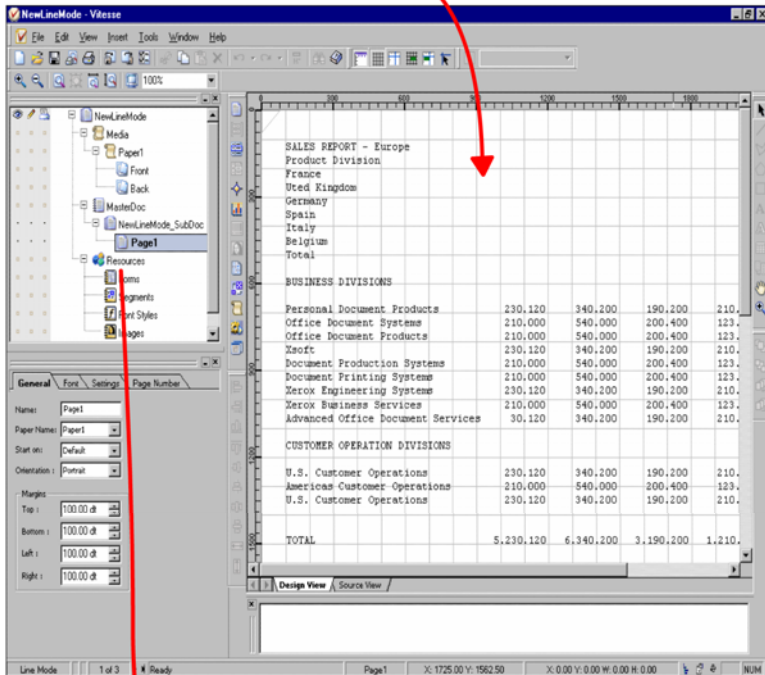 NewLineMode - Vitesse
File Edit View Insert Tools Window Help
100%
NewLineMode
Media
Paper1
Front
Back
MasterDoc
NewLineMode_SubDoc
Page1
Resources
Forms
Segments
Font Styles
Images
General Font Settings Page Number
Name: Page1
Paper Name: Paper1
Start on: Default
Orientation : Portrait
Margins
Top : 100.00 dt
Bottom : 100.00 dt
Left : 100.00 dt
Right : 100.00 dt
0 300 600 900 1200 1500 1800
300
600
900
1200
1500
SALES REPORT - Europe
Product Division
France
Uted Kingdom
Germany
Spain
Italy
Belgium
Total
BUSINESS DIVISIONS
Personal Document Products 230.120 340.200 190.200 210.
Office Document Systems 210.000 540.000 200.400 123.
Office Document Products 210.000 540.000 200.400 123.
Xsoft 230.120 340.200 190.200 210.
Document Production Systems 210.000 540.000 200.400 123.
Document Printing Systems 210.000 540.000 200.400 123.
Xerox Engineering Systems 230.120 340.200 190.200 210.
Xerox Business Services 210.000 540.000 200.400 123.
Advanced Office Document Services 30.120 340.200 190.200 210.
CUSTOMER OPERATION DIVISIONS
U.S. Customer Operations 230.120 340.200 190.200 210.
Americas Customer Operations 210.000 540.000 200.400 123.
U.S. Customer Operations 230.120 340.200 190.200 210.
TOTAL 5.230.120 6.340.200 3.190.200 1.210.
Design View Source View
Line Mode 1 of 3 Ready Page1 X: 1725.00 Y: 1562.50 X: 0.00 Y: 0.00 W: 0.00 H: 0.00 NUM